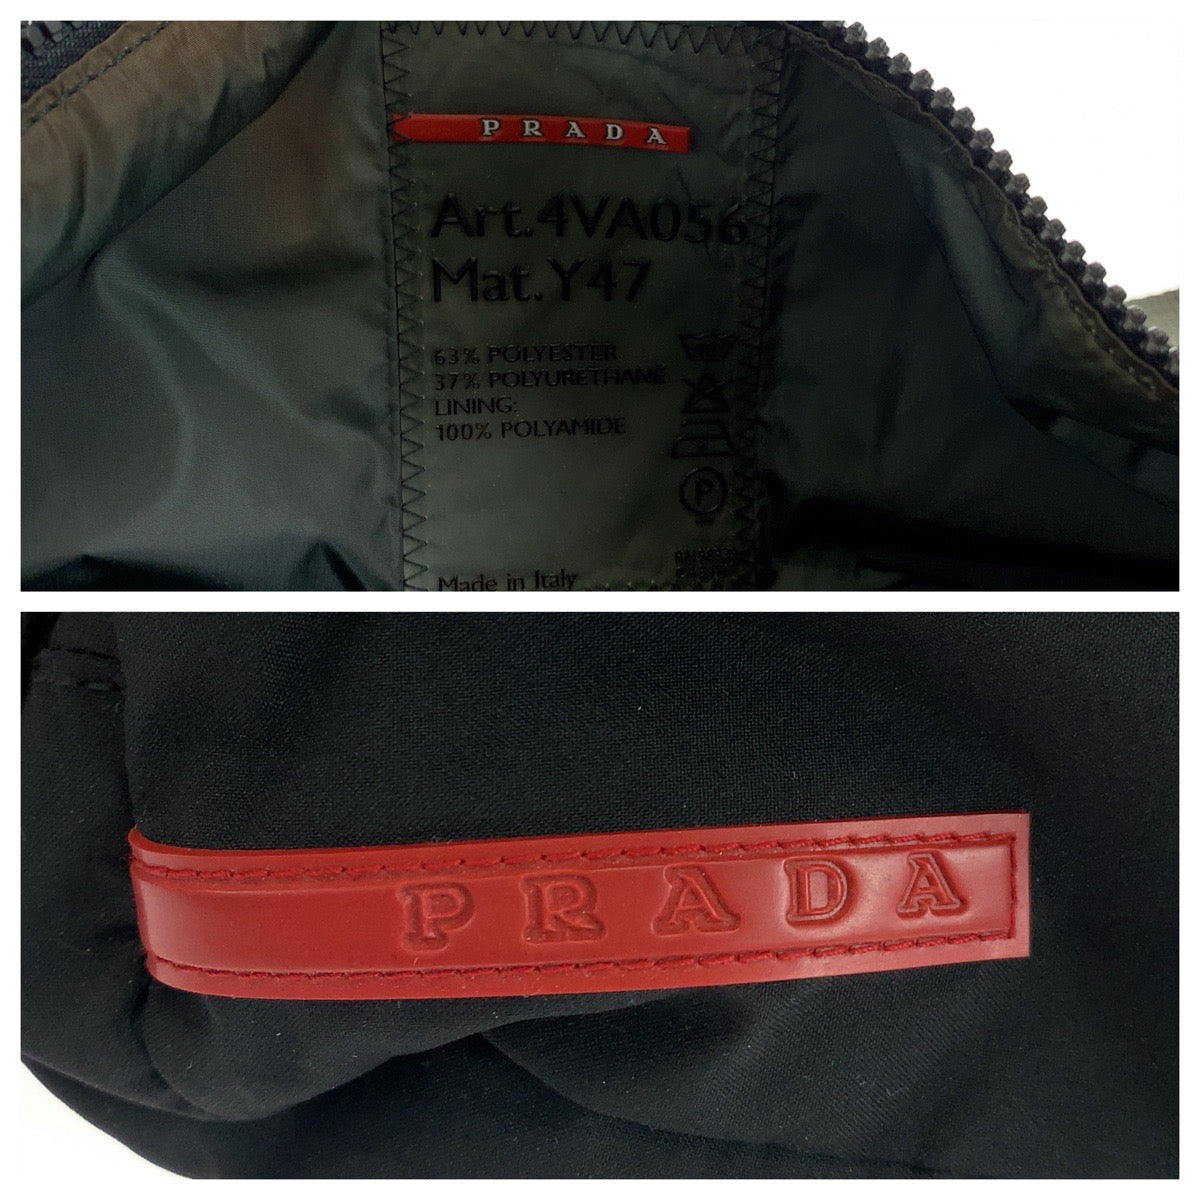 PRADA
Art.4VA056
Mat.Y47
63% POLYESTER
37% POLYURETHANE
LINING:
100% POLYAMIDE
P
Made in Italy
PRADA